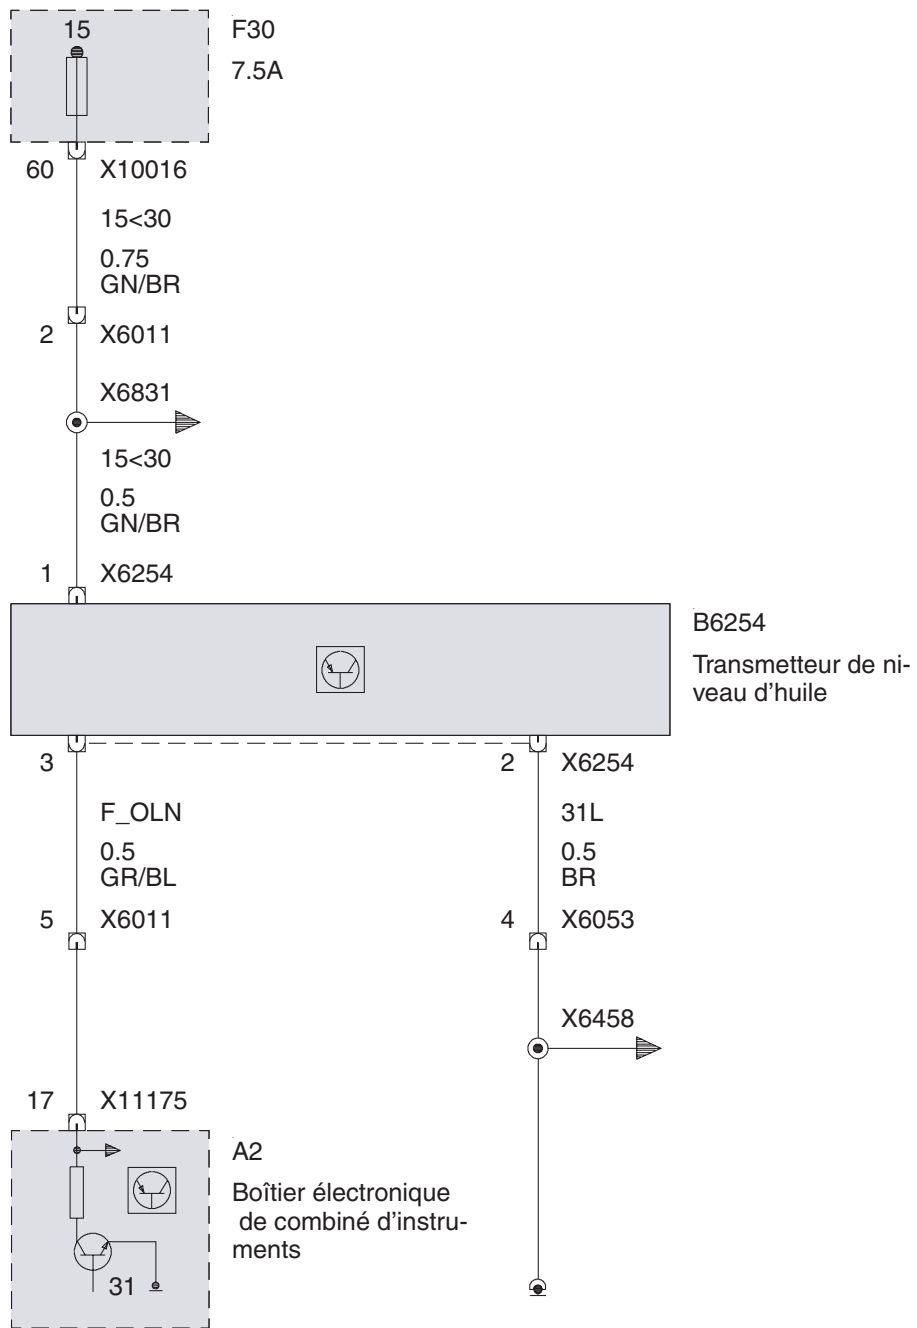 15
F30
7.5A
60 X10016
15<30
0.75
GN/BR
2 X6011
X6831
15<30
0.5
GN/BR
1 X6254
B6254
Transmetteur de ni-
veau d'huile
3
2 X6254
F_OLN
31L
0.5
0.5
GR/BL
BR
5 X6011
4 X6053
X6458
17 X11175
A2
Boîtier électronique
de combiné d'instru-
ments
31